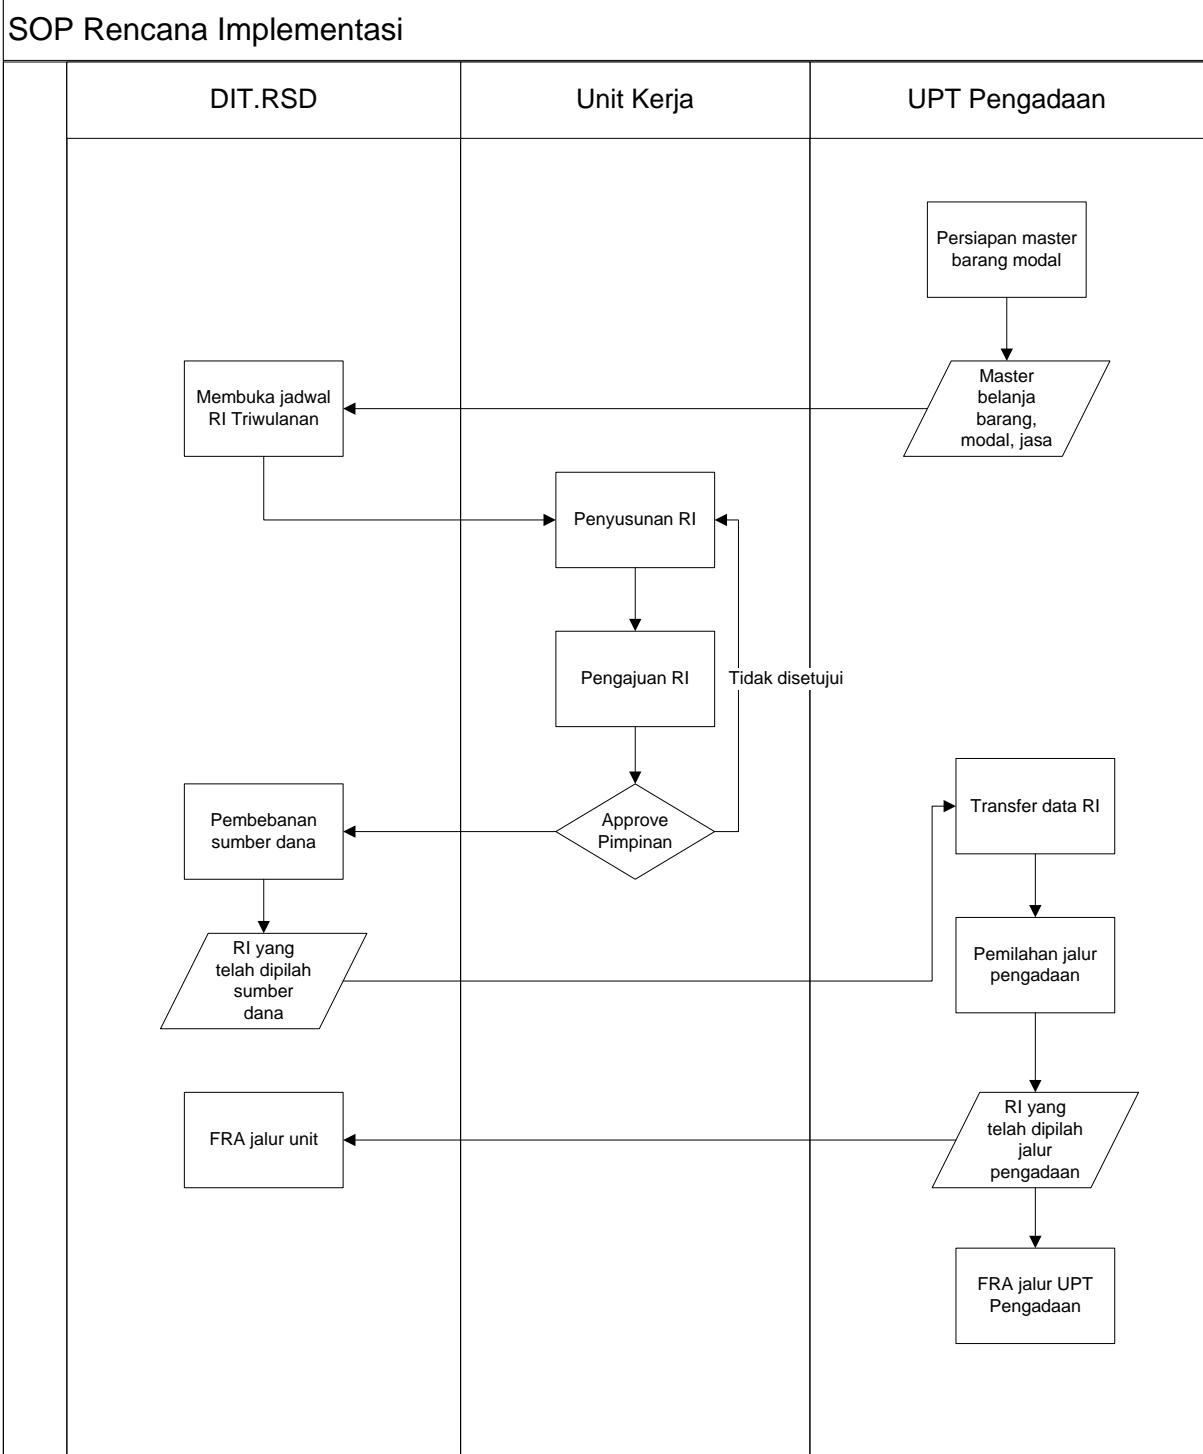 SOP Rencana Implementasi
DIT.RSD
Unit Kerja
UPT Pengadaan
Persiapan master
barang modal
Membuka jadwal
RI Triwulanan
Master
belanja
barang,
modal, jasa
Penyusunan RI
Pengajuan RI
Tidak disetujui
Pembebanan
sumber dana
Approve
Pimpinan
Transfer data RI
RI yang
telah dipilah
sumber
dana
Pemilahan jalur
pengadaan
FRA jalur unit
RI yang
telah dipilah
jalur
pengadaan
FRA jalur UPT
Pengadaan